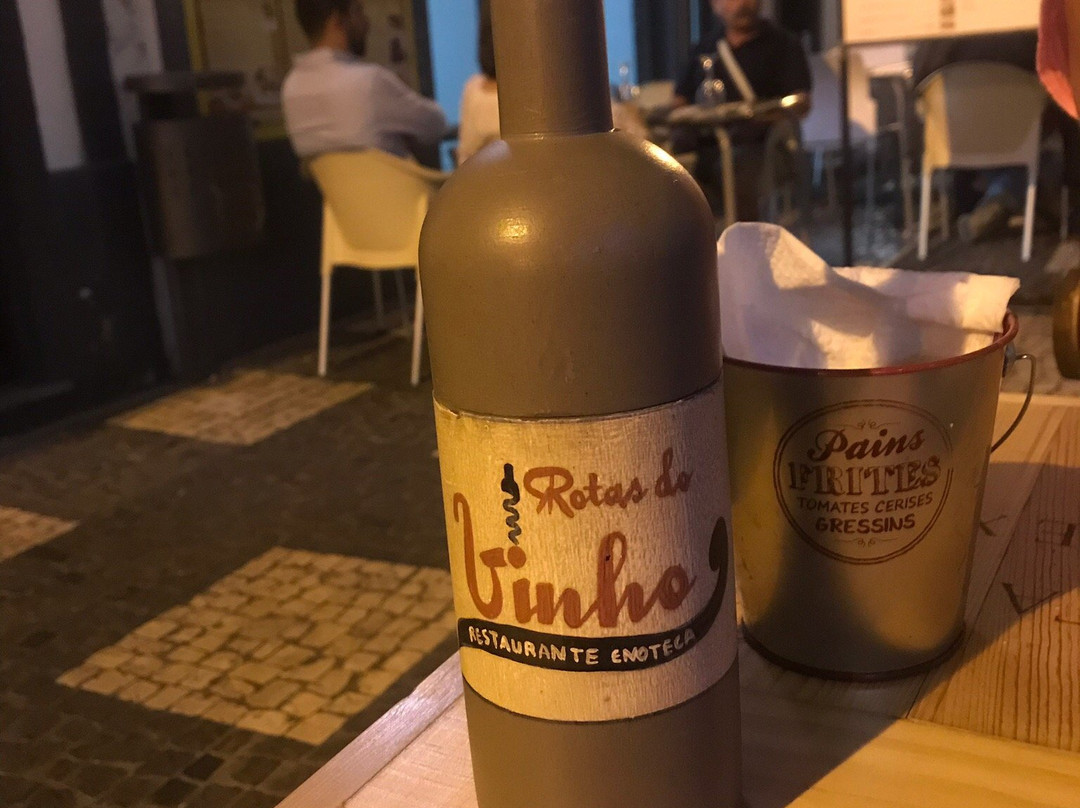 Rotas do
Vinho
RESTAURANTE ENOTECA
Pains
FRITES
TOMATES CERISES
GRESSINS